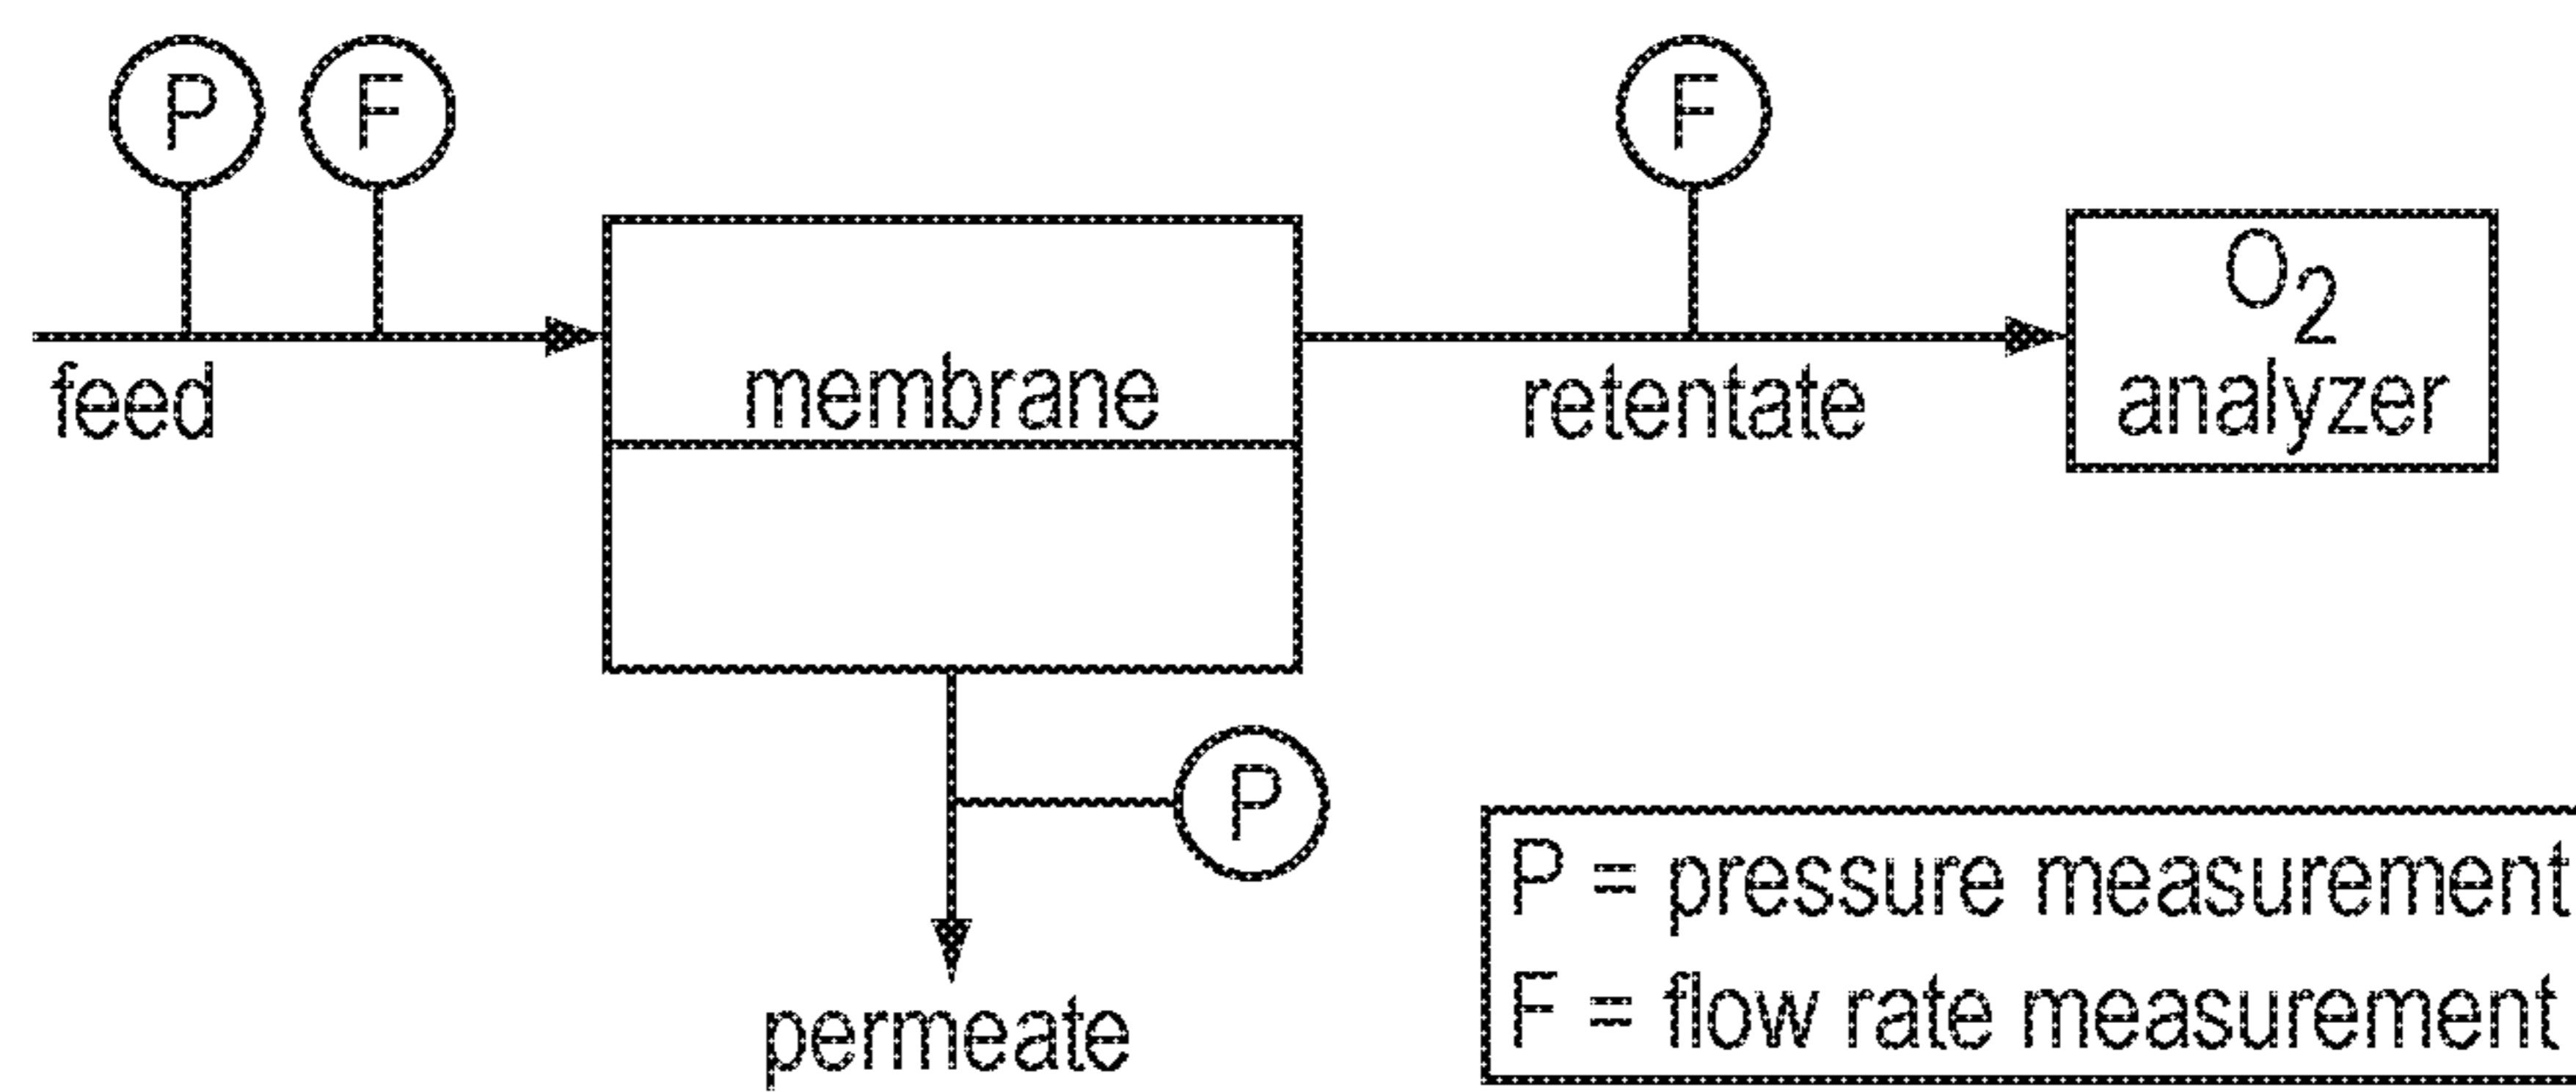 P
F
F
feed
membrane
retentate
O2
analyzer
P
permeate
P = pressure measurement
F = flow rate measurement